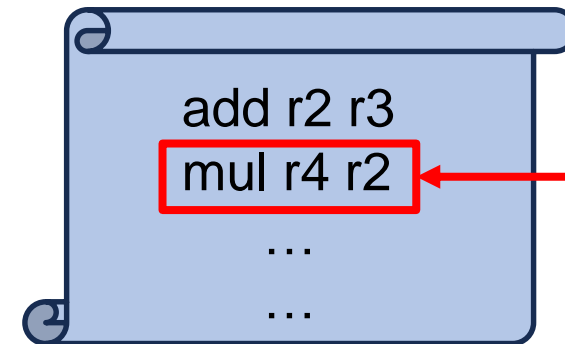 add r2 r3
mul r4 r2
…
…